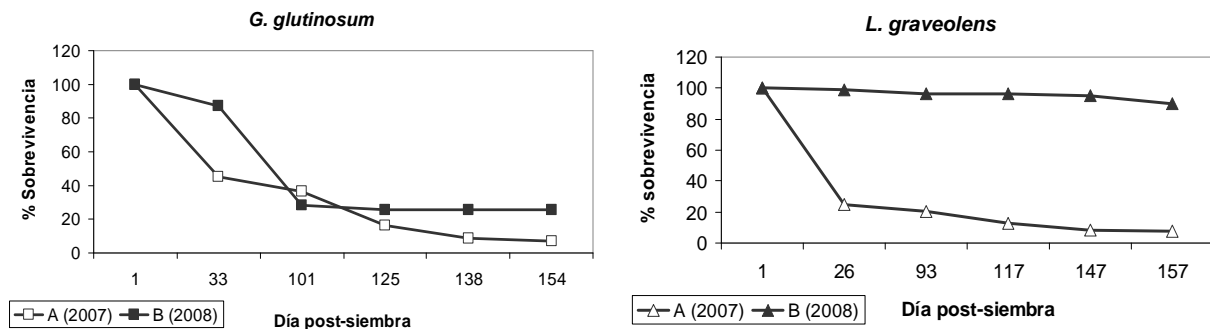 G. glutinosum
% Sobrevivencia
120
100
80
60
40
20
0
1 33 101 125 138 154
Día post-siembra
A (2007) B (2008)
L. graveolens
% sobrevivencia
120
100
80
60
40
20
0
1 26 93 117 147 157
Día post-siembra
A (2007) B (2008)